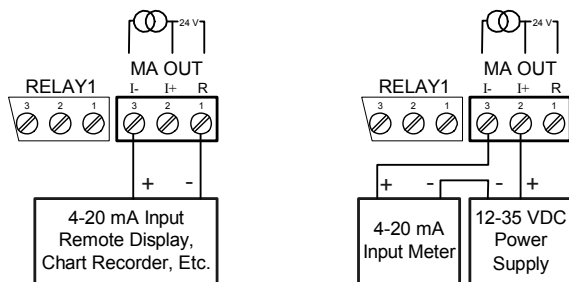 24 V
MA OUT
RELAY1 I- I+ R
3 2 1 3 2 1
+ -
4-20 mA Input
Remote Display,
Chart Recorder, Etc.
24 V
MA OUT
RELAY1 I- I+ R
3 2 1 3 2 1
+ - - +
4-20 mA
Input Meter
12-35 VDC
Power
Supply